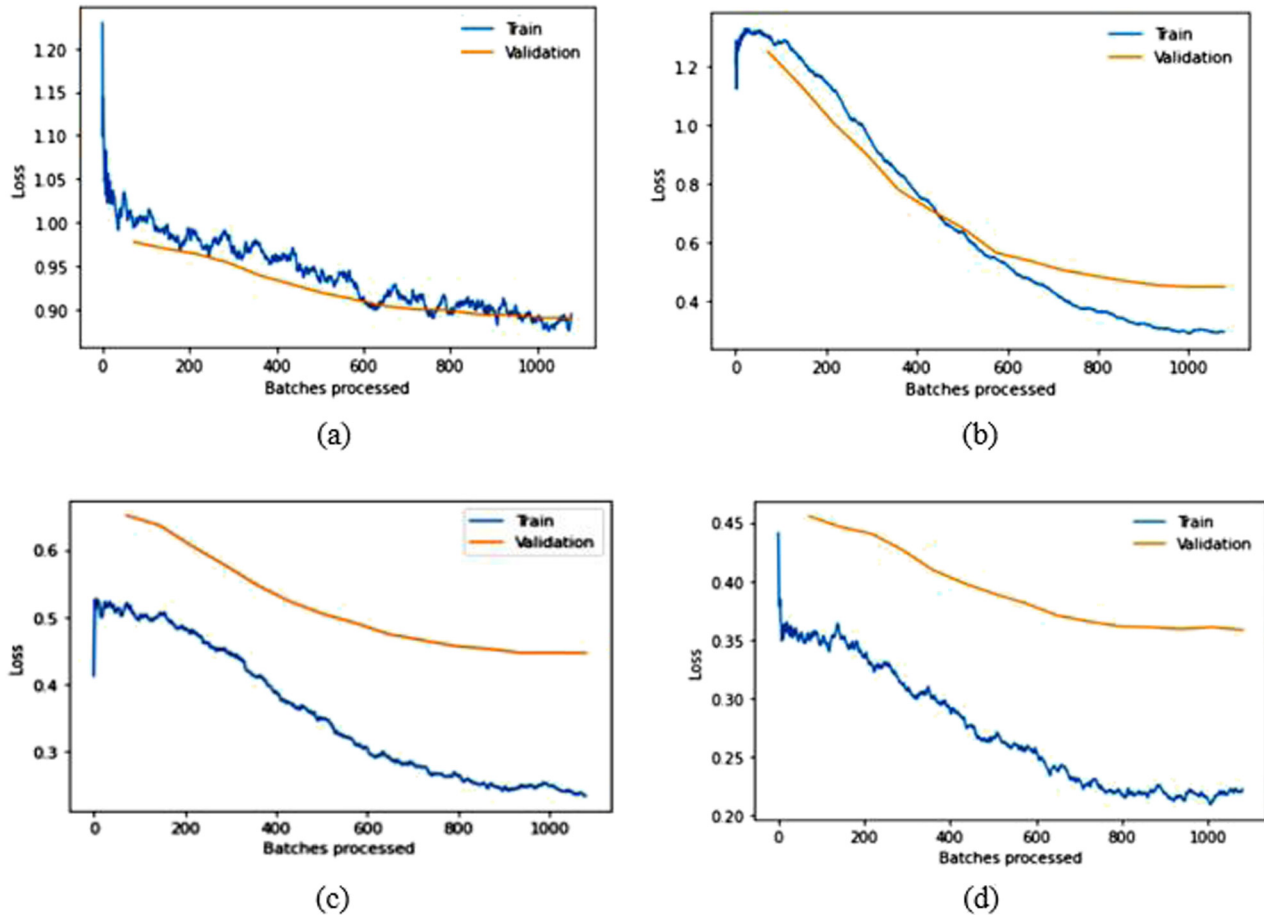 Train
Validation
Loss
1.20
1.15
1.10
1.05
1.00
0.95
0.90
0
200
400
600
800
1000
Batches processed
(a)
Train
Validation
Loss
1.2
1.0
0.8
0.6
0.4
0
200
400
600
800
1000
Batches processed
(b)
Train
Validation
Loss
0.6
0.5
0.4
0.3
0
200
400
600
800
1000
Batches processed
(c)
Train
Validation
Loss
0.45
0.40
0.35
0.30
0.25
0.20
0
200
400
600
800
1000
Batches processed
(d)